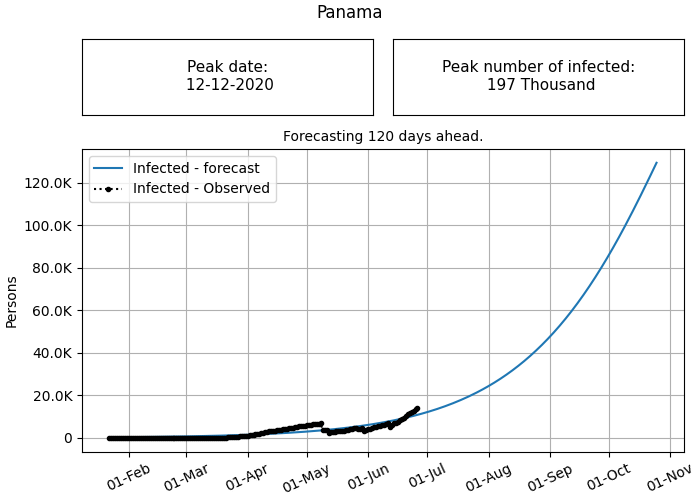 Panama
Peak date:
12-12-2020
Peak number of infected:
197 Thousand
Forecasting 120 days ahead.
Infected - forecast
Infected - Observed
Persons
120.0K
100.0K
80.0K
60.0K
40.0K
20.0K
0
01-Feb
01-Mar
01-Apr
01-May
01-Jun
01-Jul
01-Aug
01-Sep
01-Oct
01-Nov